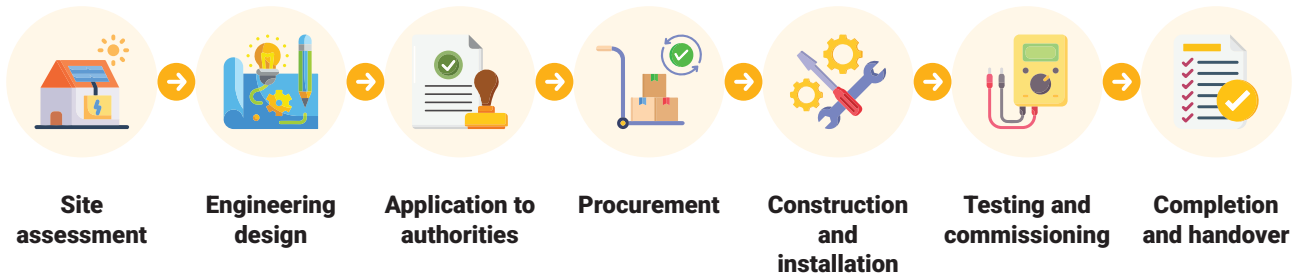 Site
assessment
Engineering
design
Application to
authorities
Procurement
Construction
and
installation
Testing and
commissioning
Completion
and handover